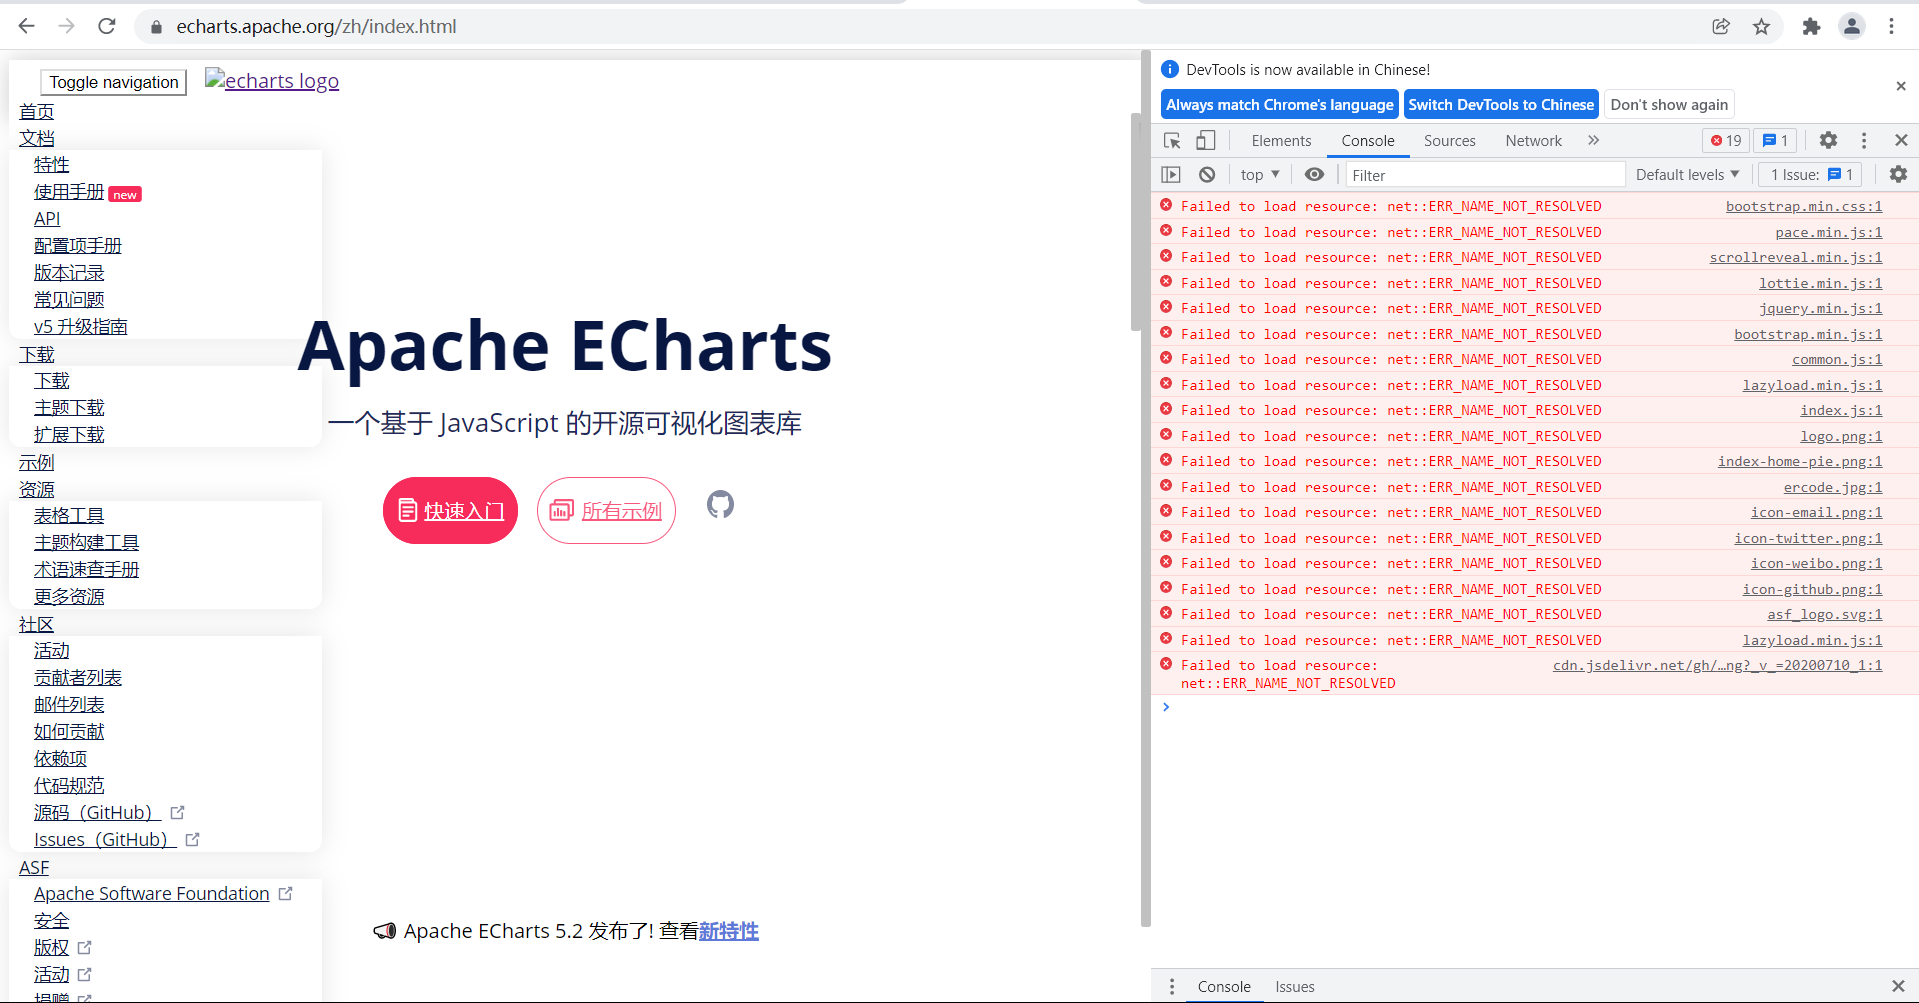 echarts.apache.org/zh/index.html
Toggle navigation
echarts logo
首页
文档
特性
使用手册 new
API
配置项手册
版本记录
常见问题
v5 升级指南
下载
下载
主题下载
扩展下载
示例
资源
表格工具
主题构建工具
术语速查手册
更多资源
社区
活动
贡献者列表
邮件列表
如何贡献
依赖项
代码规范
源码（GitHub）
Issues（GitHub）
ASF
Apache Software Foundation
安全
版权
活动
捐赠
Apache ECharts
一个基于 JavaScript 的开源可视化图表库
快速入门
所有示例
Apache ECharts 5.2 发布了! 查看新特性
DevTools is now available in Chinese!
Always match Chrome's language
Switch DevTools to Chinese
Don't show again
Elements
Console
Sources
Network
19
1
top
Filter
Default levels
1 Issue:
1
Failed to load resource: net::ERR_NAME_NOT_RESOLVED bootstrap.min.css:1
Failed to load resource: net::ERR_NAME_NOT_RESOLVED pace.min.js:1
Failed to load resource: net::ERR_NAME_NOT_RESOLVED scrollreveal.min.js:1
Failed to load resource: net::ERR_NAME_NOT_RESOLVED lottie.min.js:1
Failed to load resource: net::ERR_NAME_NOT_RESOLVED jquery.min.js:1
Failed to load resource: net::ERR_NAME_NOT_RESOLVED bootstrap.min.js:1
Failed to load resource: net::ERR_NAME_NOT_RESOLVED common.js:1
Failed to load resource: net::ERR_NAME_NOT_RESOLVED lazyload.min.js:1
Failed to load resource: net::ERR_NAME_NOT_RESOLVED index.js:1
Failed to load resource: net::ERR_NAME_NOT_RESOLVED logo.png:1
Failed to load resource: net::ERR_NAME_NOT_RESOLVED index-home-pie.png:1
Failed to load resource: net::ERR_NAME_NOT_RESOLVED ercode.jpg:1
Failed to load resource: net::ERR_NAME_NOT_RESOLVED icon-email.png:1
Failed to load resource: net::ERR_NAME_NOT_RESOLVED icon-twitter.png:1
Failed to load resource: net::ERR_NAME_NOT_RESOLVED icon-weibo.png:1
Failed to load resource: net::ERR_NAME_NOT_RESOLVED icon-github.png:1
Failed to load resource: net::ERR_NAME_NOT_RESOLVED asf_logo.svg:1
Failed to load resource: net::ERR_NAME_NOT_RESOLVED lazyload.min.js:1
Failed to load resource: cdn.jsdelivr.net/gh/…ng?_v_=20200710_1:1
net::ERR_NAME_NOT_RESOLVED
Console
Issues